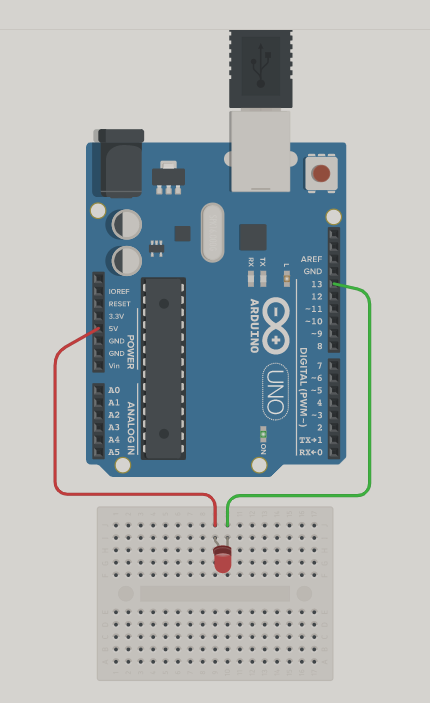 RX
TX
L
AREF
GND
13
12
~11
~10
~9
8
7
~6
~5
4
~3
2
TX→1
RX←0
DIGITAL (PWM~)
ARDUINO
UNO
ON
IOREF
RESET
3.3V
5V
GND
GND
Vin
POWER
A0
A1
A2
A3
A4
A5
ANALOG IN